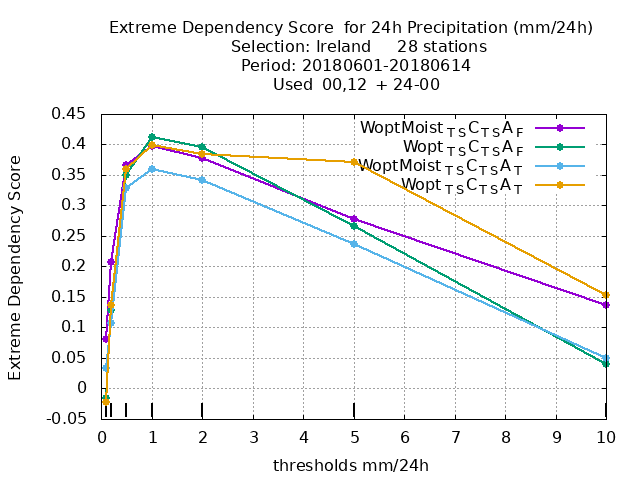 Extreme Dependency Score  for 24h Precipitation (mm/24h)
Selection: Ireland     28 stations
Period: 20180601-20180614
Used  00,12  + 24-00
0.45
0.4
0.35
0.3
0.25
0.2
0.15
0.1
0.05
0
-0.05
Extreme Dependency Score
WoptMoist TS C TS A F
Wopt TS C TS A F
WoptMoist TS C TS A T
Wopt TS C TS A T
0 1 2 3 4 5 6 7 8 9 10
thresholds mm/24h